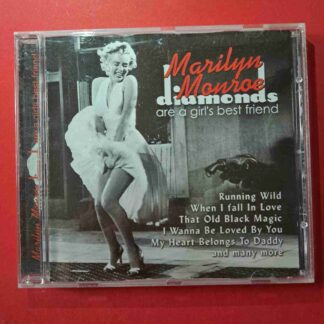 Marilyn
Monroe
diamonds
are a girl's best friend
Running Wild
When I fall In Love
That Old Black Magic
I Wanna Be Loved By You
My Heart Belongs To Daddy
and many more